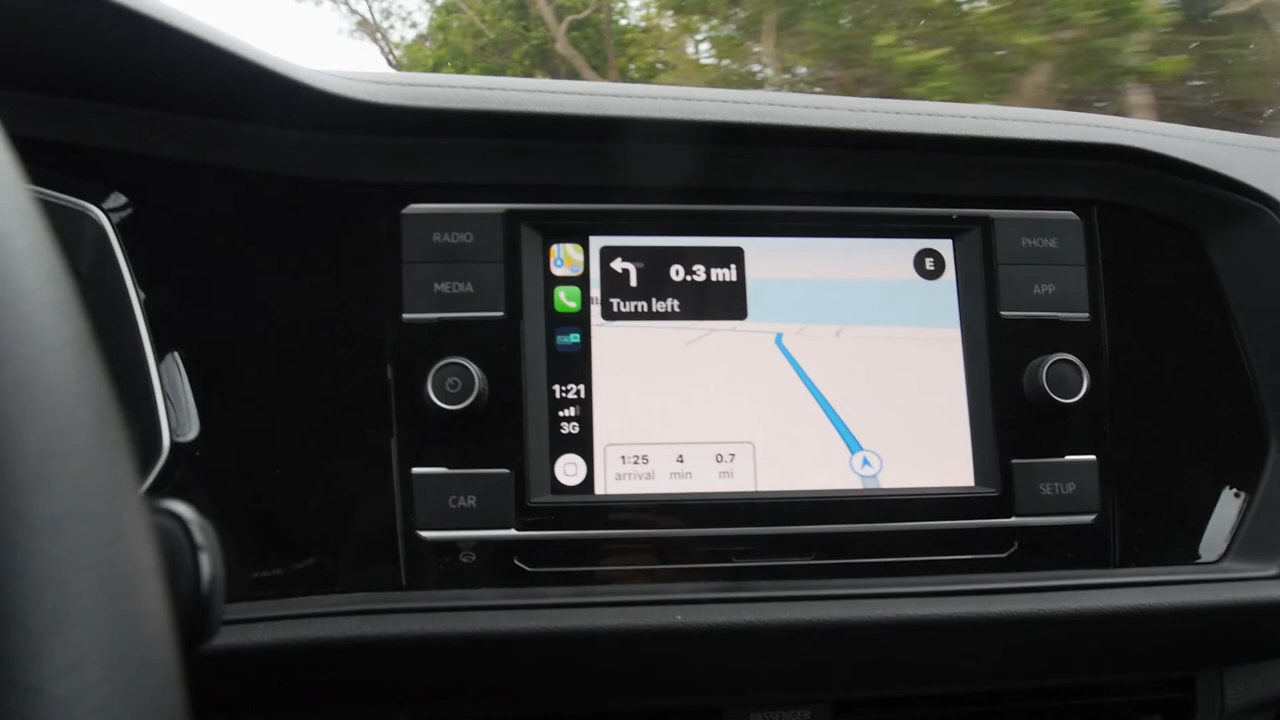 RADIO
MEDIA
CAR
0.3 mi
Turn left
E
1:21
3G
1:25 4 0.7
arrival min mi
PHONE
APP
SETUP
PASSENGER